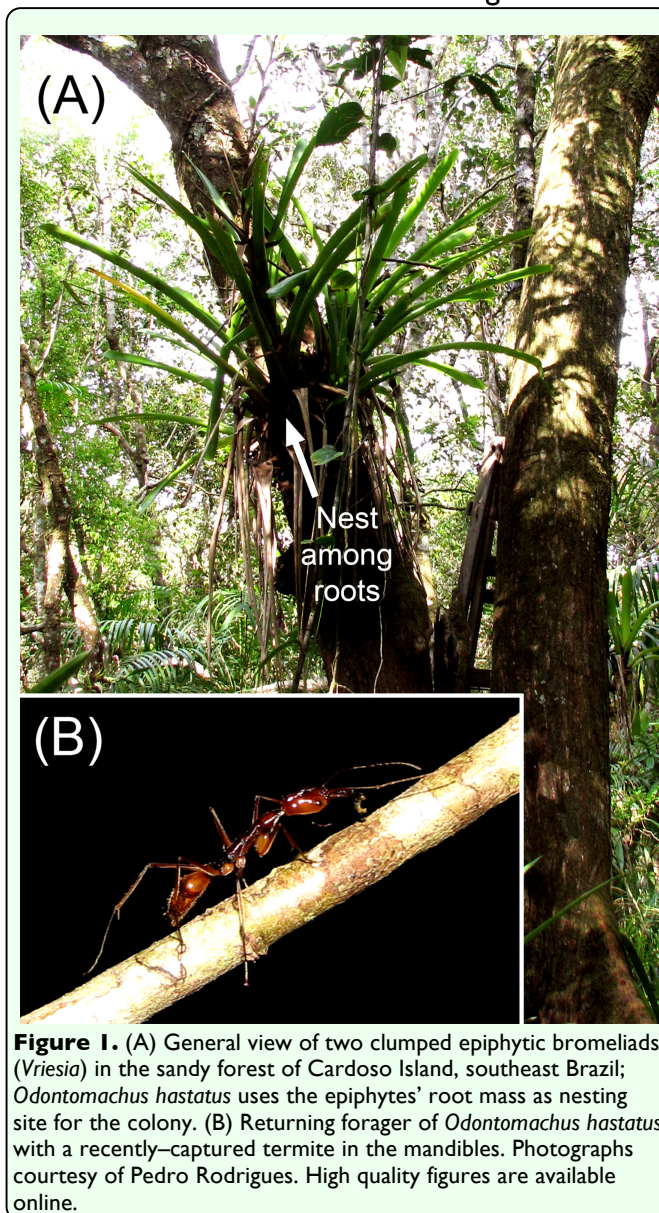 (A)
Nest
among
roots
(B)
Figure 1. (A) General view of two clumped epiphytic bromeliads
(Vriesia) in the sandy forest of Cardoso Island, southeast Brazil;
Odontomachus hastatus uses the epiphytes' root mass as nesting
site for the colony. (B) Returning forager of Odontomachus hastatus
with a recently–captured termite in the mandibles. Photographs
courtesy of Pedro Rodrigues. High quality figures are available
online.